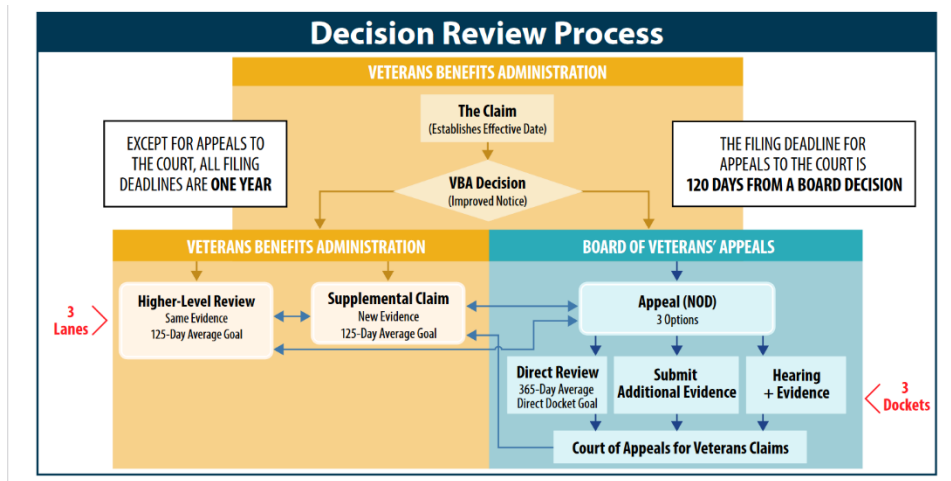 Decision Review Process
VETERANS BENEFITS ADMINISTRATION
The Claim
(Establishes Effective Date)
EXCEPT FOR APPEALS TO
THE COURT, ALL FILING
DEADLINES ARE ONE YEAR
THE FILING DEADLINE FOR
APPEALS TO THE COURT IS
120 DAYS FROM A BOARD DECISION
VBA Decision
(Improved Notice)
VETERANS BENEFITS ADMINISTRATION
BOARD OF VETERANS' APPEALS
3
Lanes
Higher-Level Review
Same Evidence
125-Day Average Goal
Supplemental Claim
New Evidence
125-Day Average Goal
Appeal (NOD)
3 Options
Direct Review
365-Day Average
Direct Docket Goal
Submit
Additional Evidence
Hearing
+ Evidence
3
Dockets
Court of Appeals for Veterans Claims